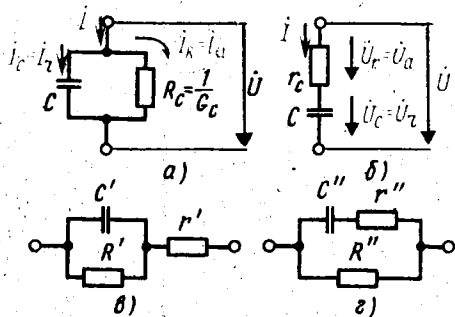 İ
İ_c=İ_r
C
İ_R=İ_a
R_c=1/G_c
U̇
а)
İ
r_c
C
U̇_r=U̇_a
U̇_c=U̇_r
U̇
б)
C'
R'
r'
в)
C''
r''
R''
г)